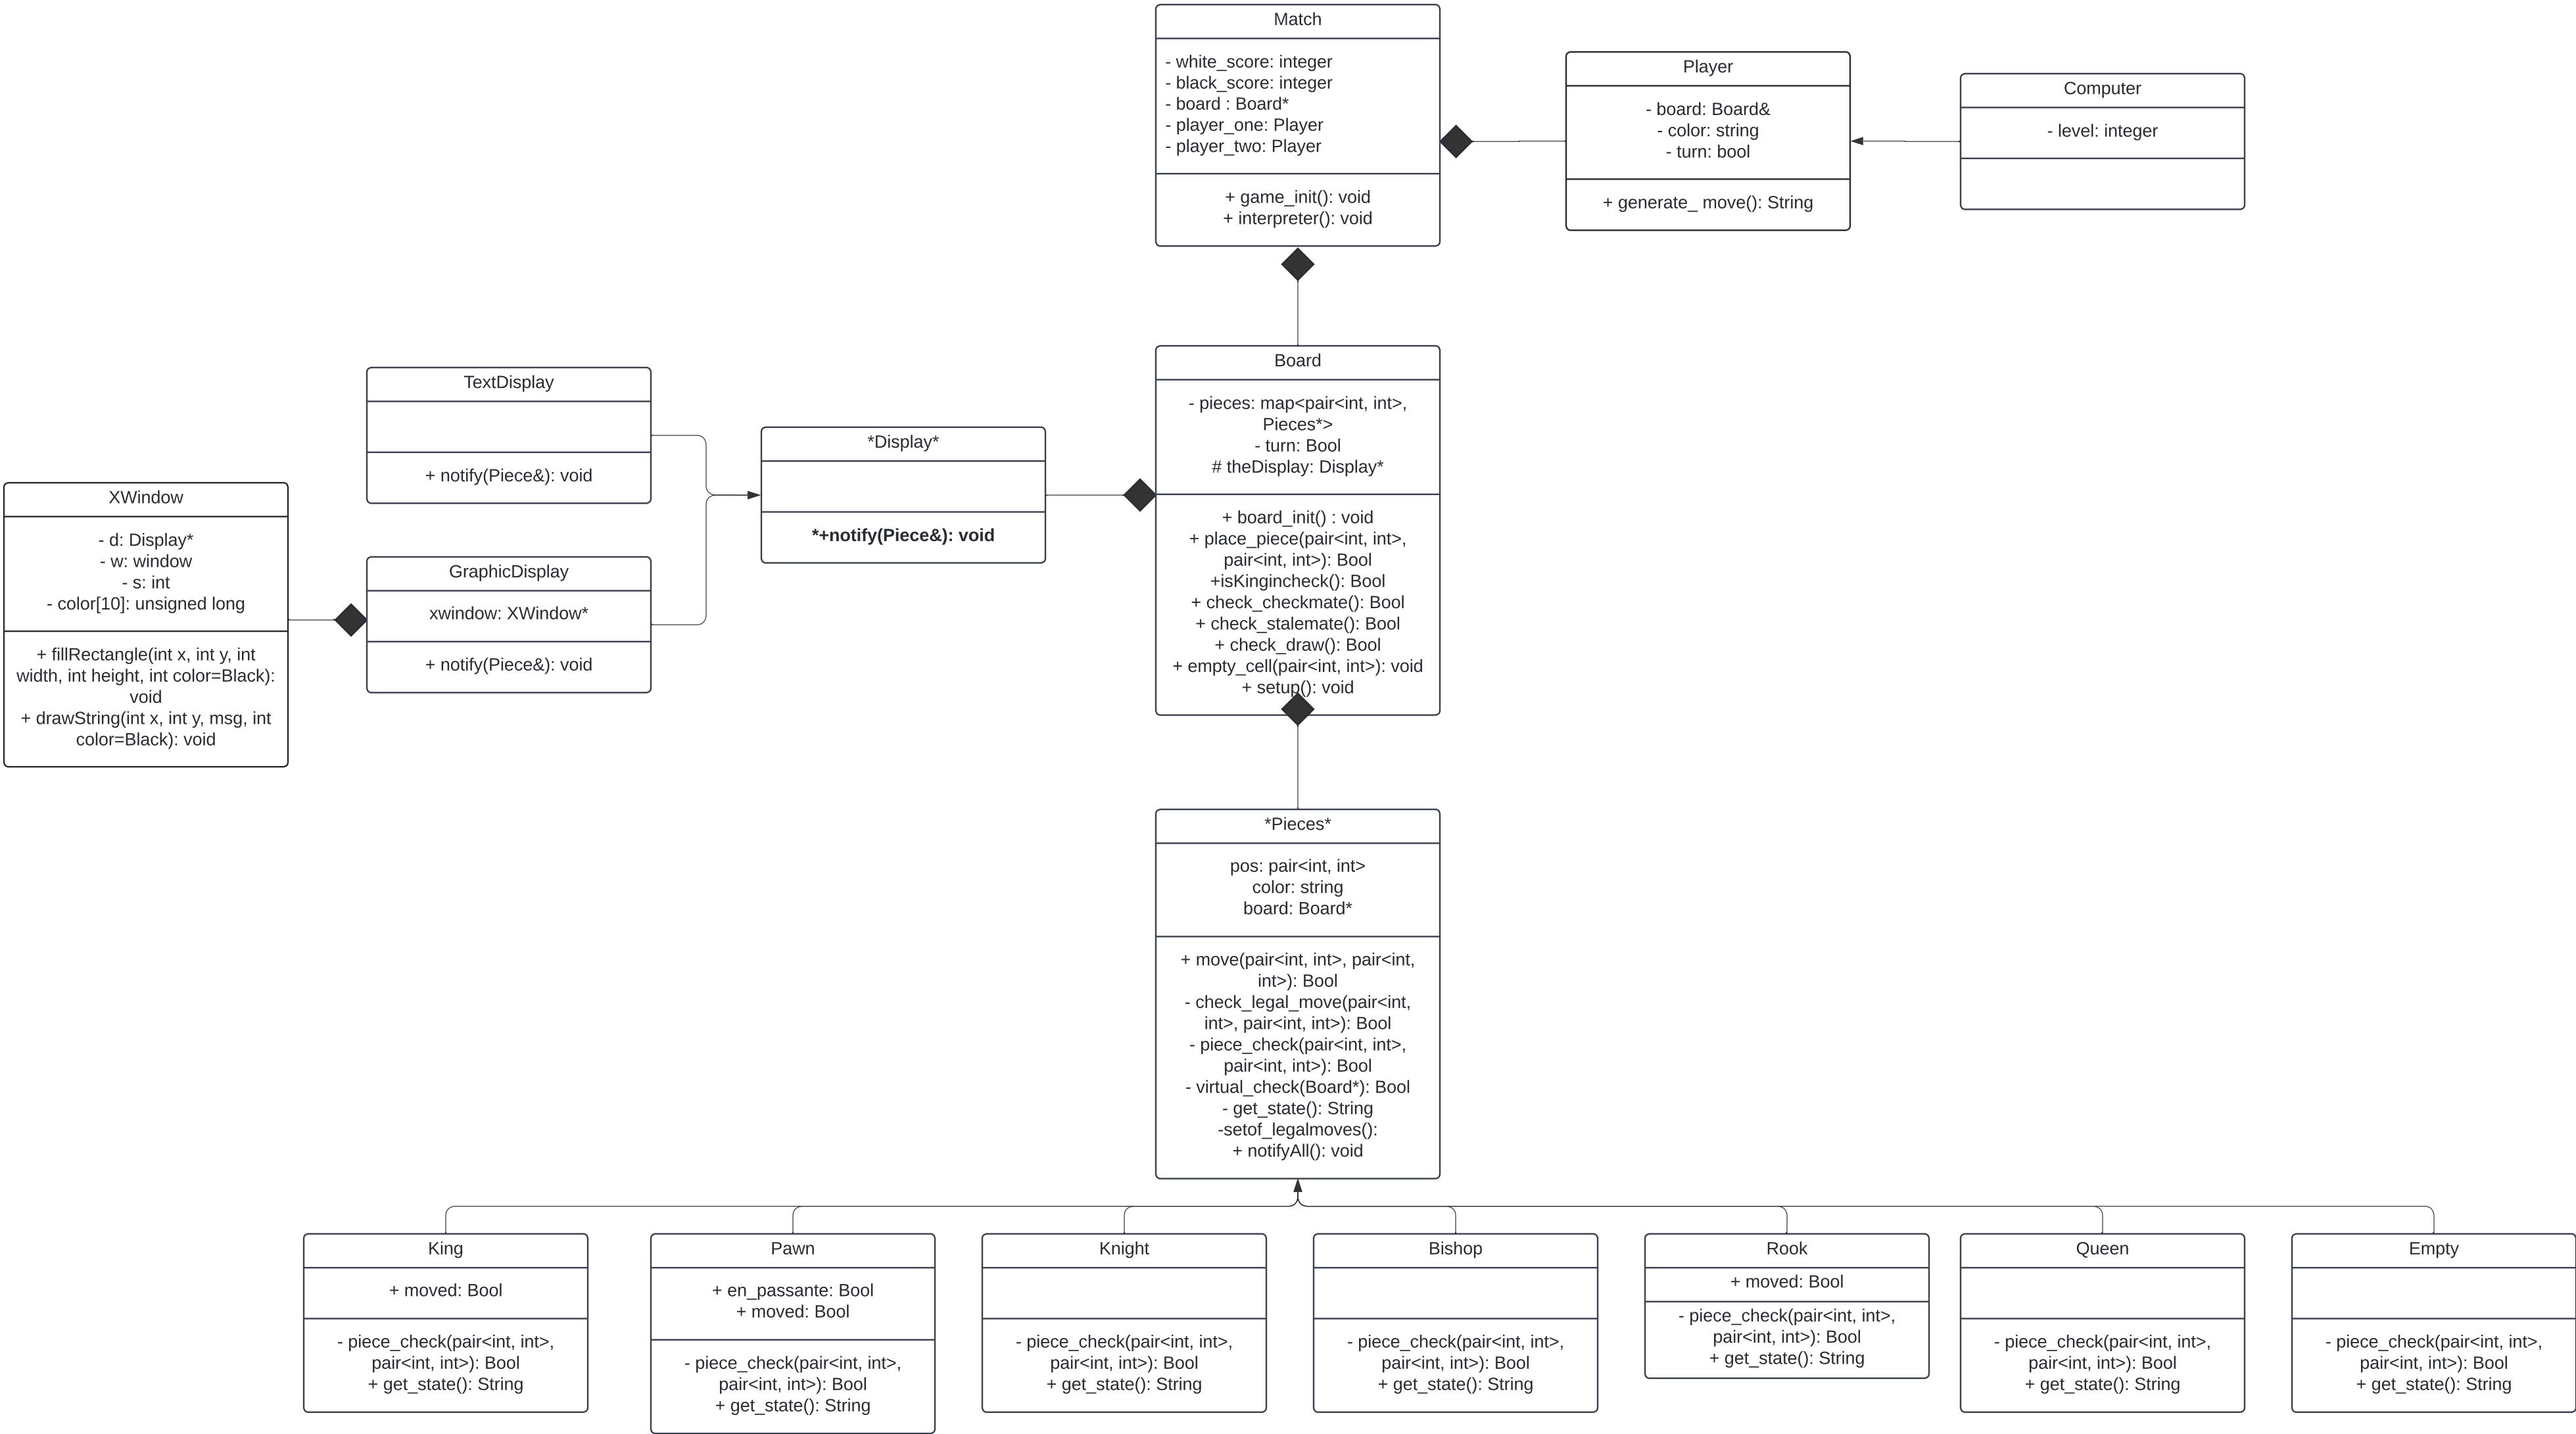 Match
- white_score: integer
- black_score: integer
- board : Board*
- player_one: Player
- player_two: Player
+ game_init(): void
+ interpreter(): void
Player
- board: Board&
- color: string
- turn: bool
+ generate_ move(): String
Computer
- level: integer
TextDisplay
+ notify(Piece&): void
XWindow
- d: Display*
- w: window
- s: int
- color[10]: unsigned long
+ fillRectangle(int x, int y, int
width, int height, int color=Black):
void
+ drawString(int x, int y, msg, int
color=Black): void
GraphicDisplay
xwindow: XWindow*
+ notify(Piece&): void
*Display*
*+notify(Piece&): void
Board
- pieces: map<pair<int, int>,
Pieces*>
- turn: Bool
# theDisplay: Display*
+ board_init() : void
+ place_piece(pair<int, int>,
pair<int, int>): Bool
+isKingincheck(): Bool
+ check_checkmate(): Bool
+ check_stalemate(): Bool
+ check_draw(): Bool
+ empty_cell(pair<int, int>): void
+ setup(): void
*Pieces*
pos: pair<int, int>
color: string
board: Board*
+ move(pair<int, int>, pair<int,
int>): Bool
- check_legal_move(pair<int,
int>, pair<int, int>): Bool
- piece_check(pair<int, int>,
pair<int, int>): Bool
- virtual_check(Board*): Bool
- get_state(): String
-setof_legalmoves():
+ notifyAll(): void
King
+ moved: Bool
- piece_check(pair<int, int>,
pair<int, int>): Bool
+ get_state(): String
Pawn
+ en_passante: Bool
+ moved: Bool
- piece_check(pair<int, int>,
pair<int, int>): Bool
+ get_state(): String
Knight
- piece_check(pair<int, int>,
pair<int, int>): Bool
+ get_state(): String
Bishop
- piece_check(pair<int, int>,
pair<int, int>): Bool
+ get_state(): String
Rook
+ moved: Bool
- piece_check(pair<int, int>,
pair<int, int>): Bool
+ get_state(): String
Queen
- piece_check(pair<int, int>,
pair<int, int>): Bool
+ get_state(): String
Empty
- piece_check(pair<int, int>,
pair<int, int>): Bool
+ get_state(): String